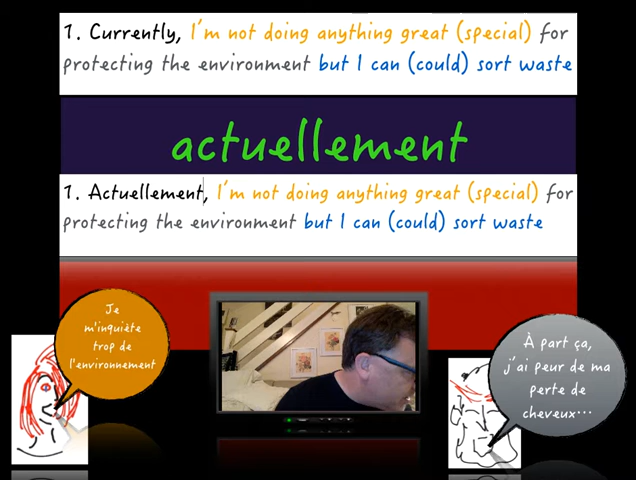 1. Currently, I'm not doing anything great (special) for
protecting the environment but I can (could) sort waste
actuellement
1. Actuellement, I'm not doing anything great (special) for
protecting the environment but I can (could) sort waste
Je
m'inquiète
trop de
l'environnement
À part ça,
j'ai peur de ma
perte de
cheveux...